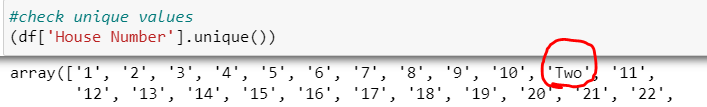 #check unique values
(df['House Number'].unique())
array(['1', '2', '3', '4', '5', '6', '7', '8', '9', '10', 'Two', '11',
'12', '13', '14', '15', '16', '17', '18', '19', '20', '21', '22',